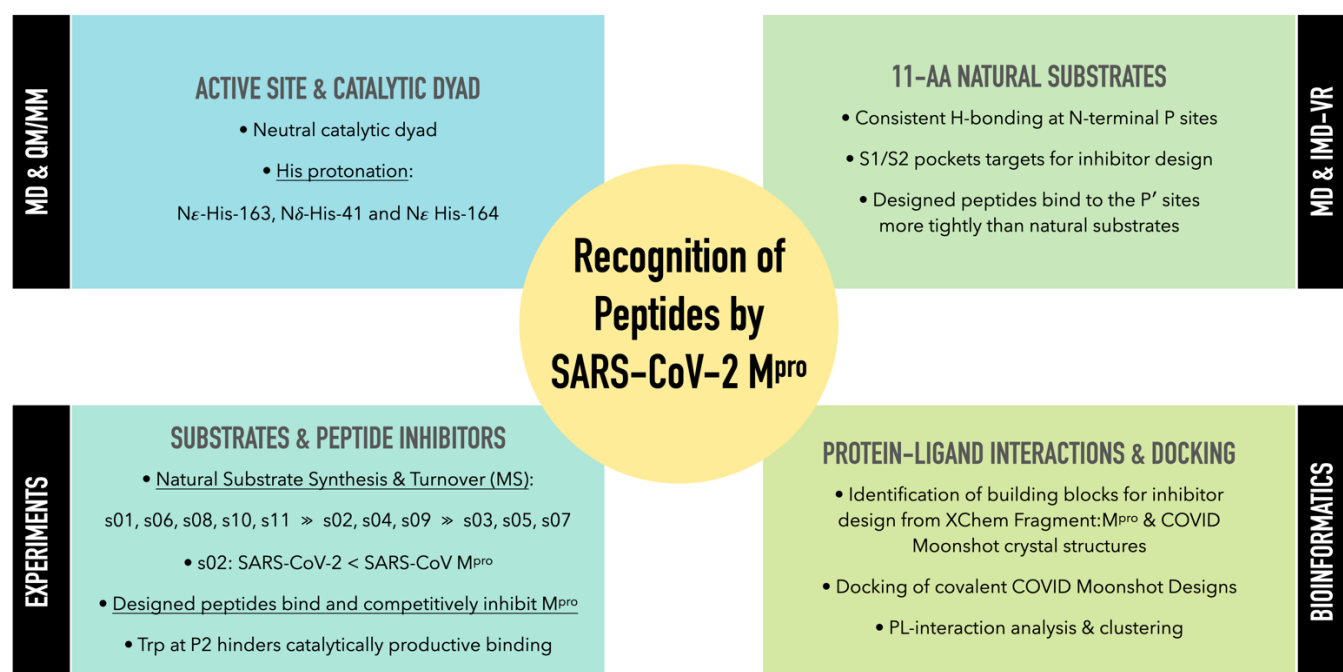 MD & QM/MM
ACTIVE SITE & CATALYTIC DYAD
• Neutral catalytic dyad
• His protonation:
Nε-His-163, Nδ-His-41 and Nε His-164
11-AA NATURAL SUBSTRATES
• Consistent H-bonding at N-terminal P sites
• S1/S2 pockets targets for inhibitor design
• Designed peptides bind to the P′ sites
more tightly than natural substrates
MD & IMD-VR
Recognition of
Peptides by
SARS-CoV-2 Mᵖʳᵒ
EXPERIMENTS
SUBSTRATES & PEPTIDE INHIBITORS
• Natural Substrate Synthesis & Turnover (MS):
s01, s06, s08, s10, s11 ≫ s02, s04, s09 ≫ s03, s05, s07
• s02: SARS-CoV-2 < SARS-CoV Mᵖʳᵒ
• Designed peptides bind and competitively inhibit Mᵖʳᵒ
• Trp at P2 hinders catalytically productive binding
PROTEIN-LIGAND INTERACTIONS & DOCKING
• Identification of building blocks for inhibitor
design from XChem Fragment:Mᵖʳᵒ & COVID
Moonshot crystal structures
• Docking of covalent COVID Moonshot Designs
• PL-interaction analysis & clustering
BIOINFORMATICS